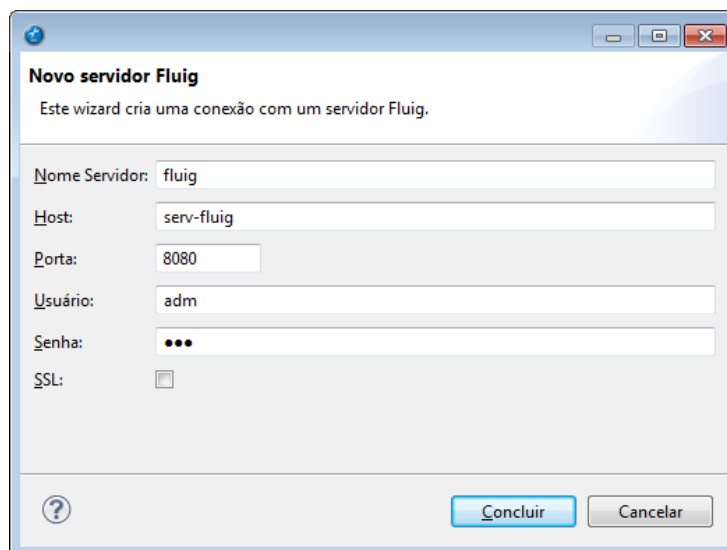 Novo servidor Fluig
Este wizard cria uma conexão com um servidor Fluig.
Nome Servidor: fluig
Host: serv-fluig
Porta: 8080
Usuário: adm
Senha: ●●●
SSL:
?
Concluir Cancelar